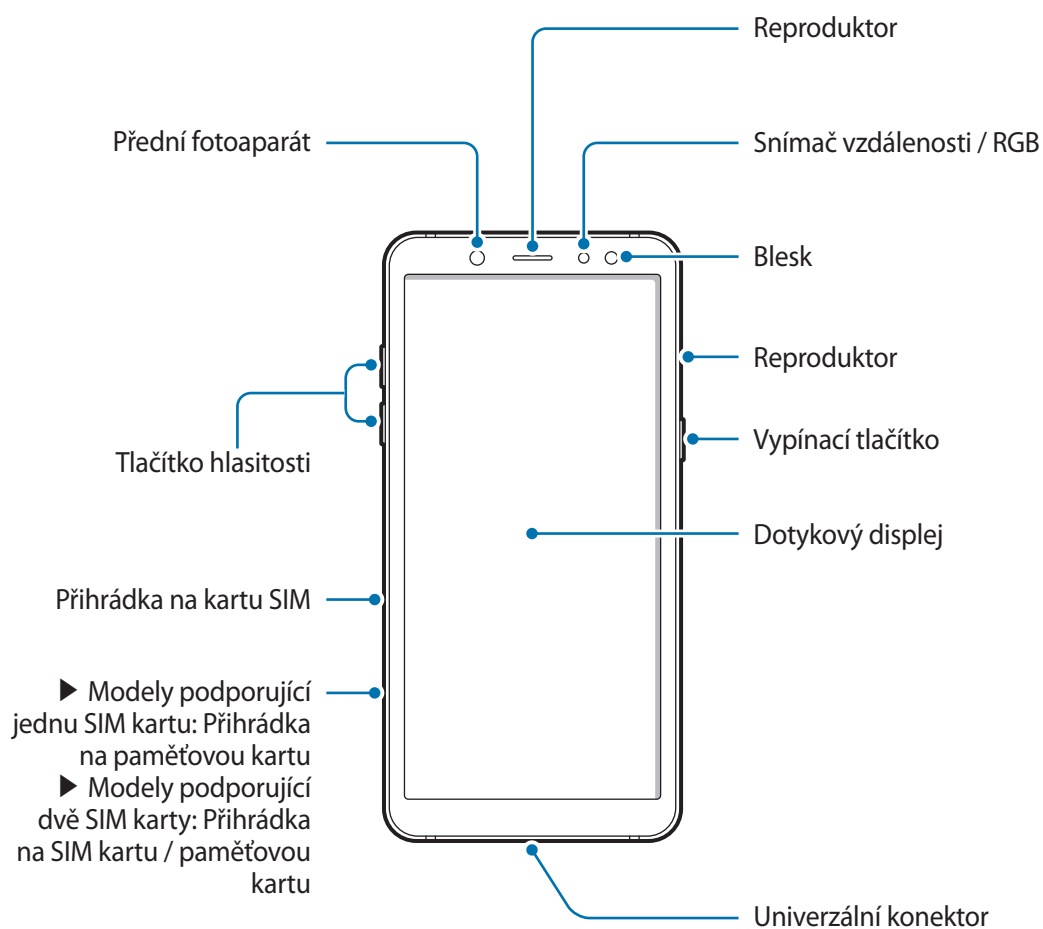 Reproduktor
Přední fotoaparát
Snímač vzdálenosti / RGB
Blesk
Reproduktor
Vypínací tlačítko
Tlačítko hlasitosti
Dotykový displej
Přihrádka na kartu SIM
▶ Modely podporující
jednu SIM kartu: Přihrádka
na paměťovou kartu
▶ Modely podporující
dvě SIM karty: Přihrádka
na SIM kartu / paměťovou
kartu
Univerzální konektor